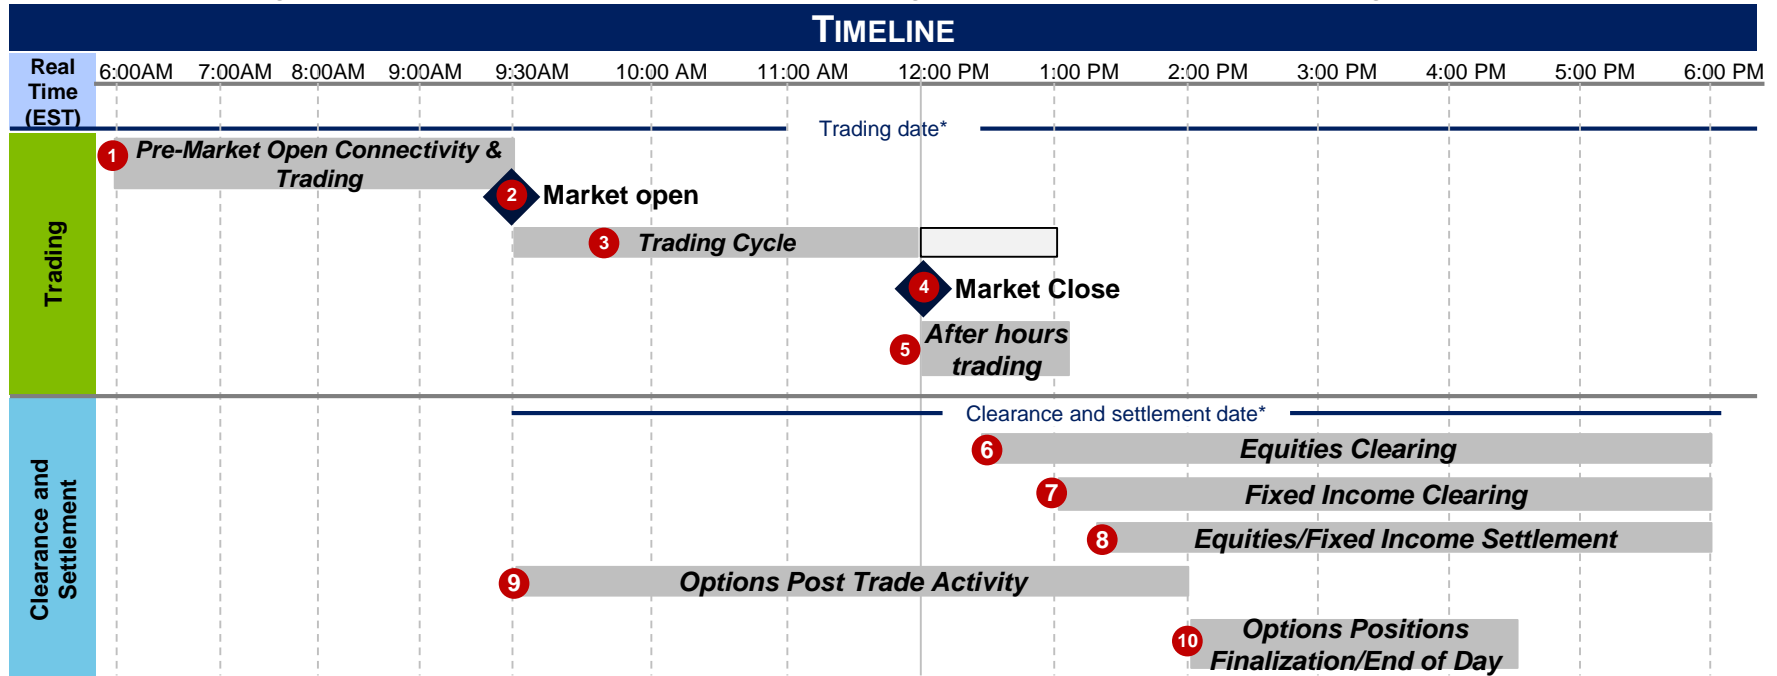 TIMELINE
Real
Time
(EST)
6:00AM 7:00AM 8:00AM 9:00AM 9:30AM 10:00 AM 11:00 AM 12:00 PM 1:00 PM 2:00 PM 3:00 PM 4:00 PM 5:00 PM 6:00 PM
Trading date*
Trading
1 Pre-Market Open Connectivity &
Trading
2 Market open
3 Trading Cycle
4 Market Close
5 After hours
trading
Clearance and
Settlement
Clearance and settlement date*
6 Equities Clearing
7 Fixed Income Clearing
8 Equities/Fixed Income Settlement
9 Options Post Trade Activity
10 Options Positions
Finalization/End of Day